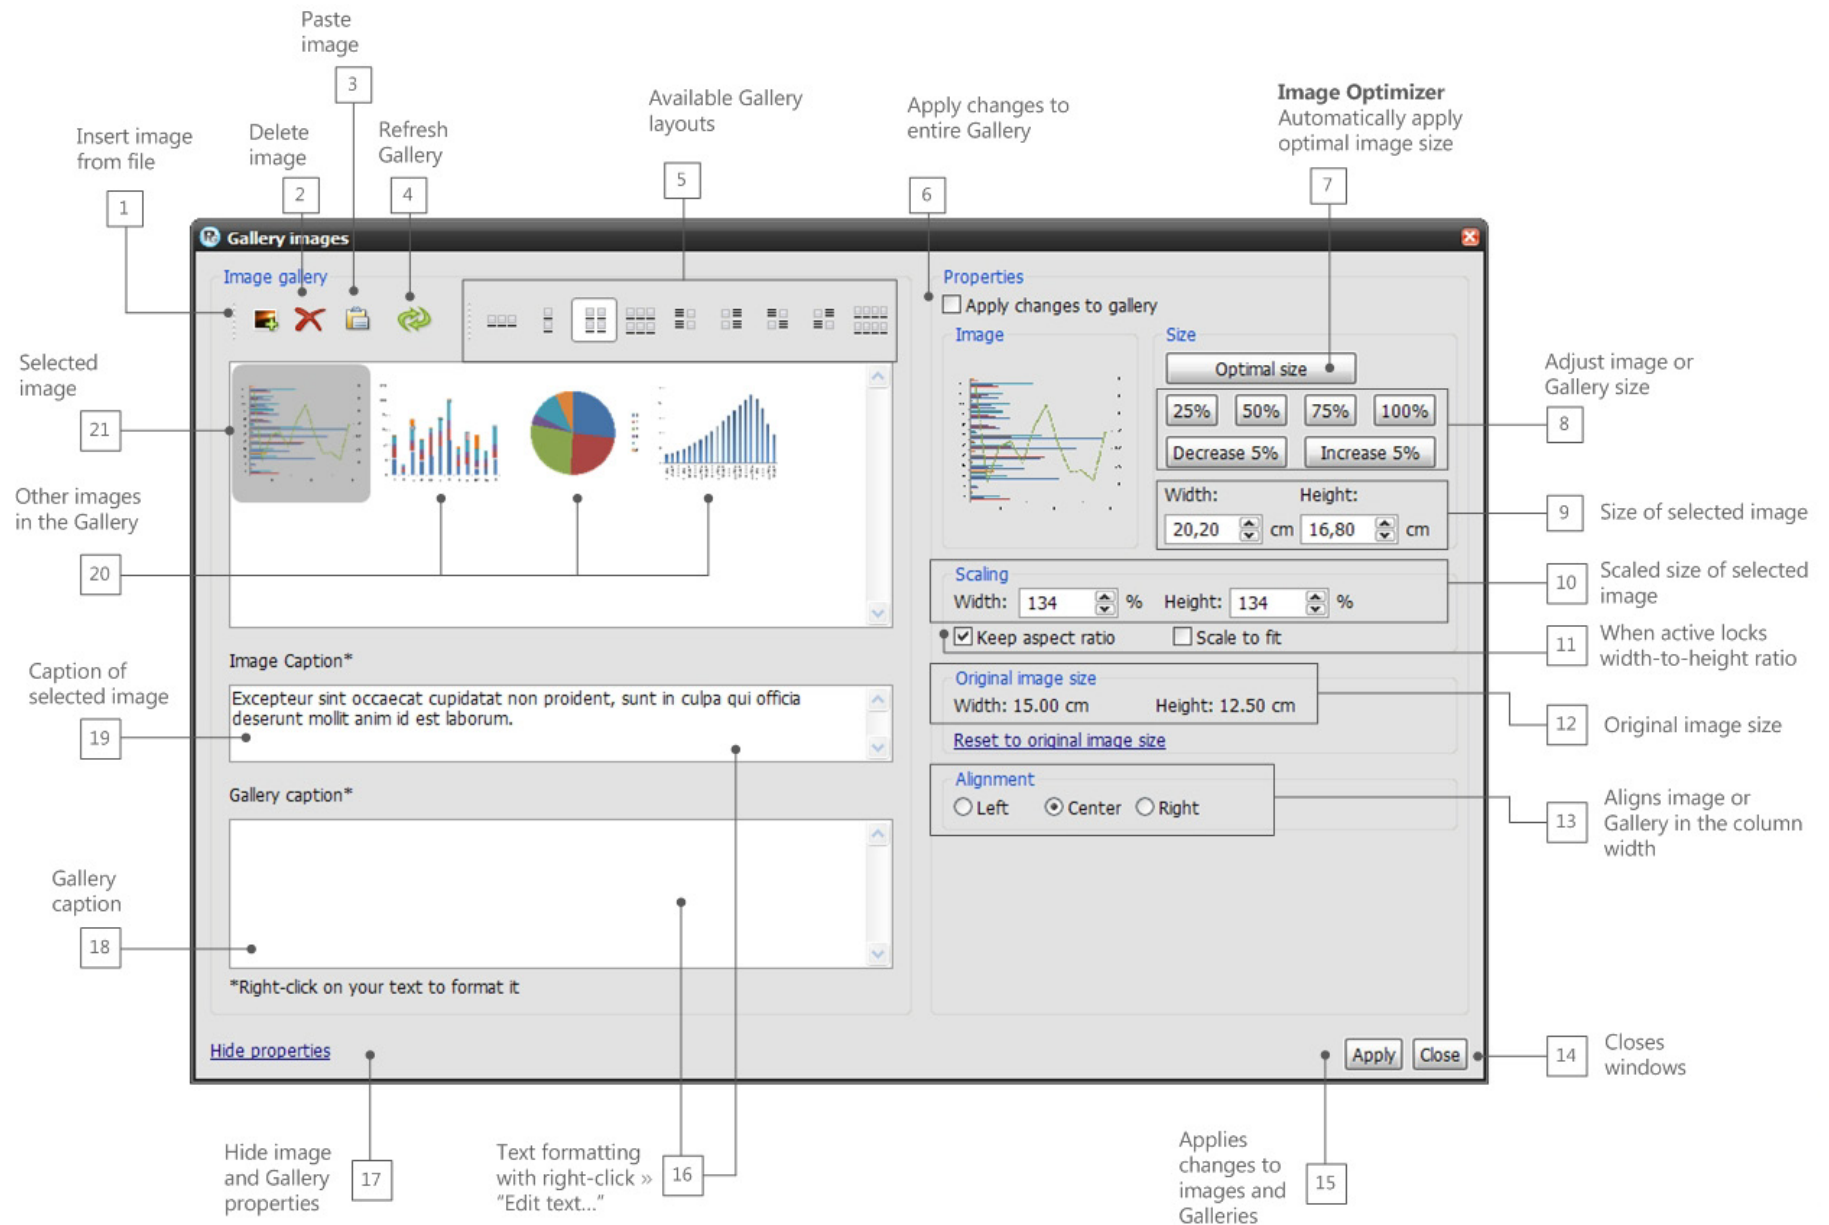 Paste
image
3
Insert image
from file
1
Delete
image
2
Refresh
Gallery
4
Available Gallery
layouts
5
Apply changes to
entire Gallery
6
Image Optimizer
Automatically apply
optimal image size
7
Gallery images
Image gallery
Selected
image
21
Other images
in the Gallery
20
Image Caption*
Excepteur sint occaecat cupidatat non proident, sunt in culpa qui officia
deserunt mollit anim id est laborum.
Caption of
selected image
19
Gallery caption*
Gallery
caption
18
*Right-click on your text to format it
Hide properties
Properties
Apply changes to gallery
Image
Size
Optimal size
25% 50% 75% 100%
Decrease 5% Increase 5%
Adjust image or
Gallery size
8
Width: Height:
20,20 cm 16,80 cm
9 Size of selected image
Scaling
Width: 134 % Height: 134 %
10
Scaled size of selected
image
Keep aspect ratio Scale to fit
11
When active locks
width-to-height ratio
Original image size
Width: 15.00 cm Height: 12.50 cm
12 Original image size
Reset to original image size
Alignment
Left Center Right
13
Aligns image or
Gallery in the column
width
Apply Close
14
Closes
windows
Hide image
and Gallery
properties
17
Text formatting
with right-click »
"Edit text..."
16
Applies
changes to
images and
Galleries
15